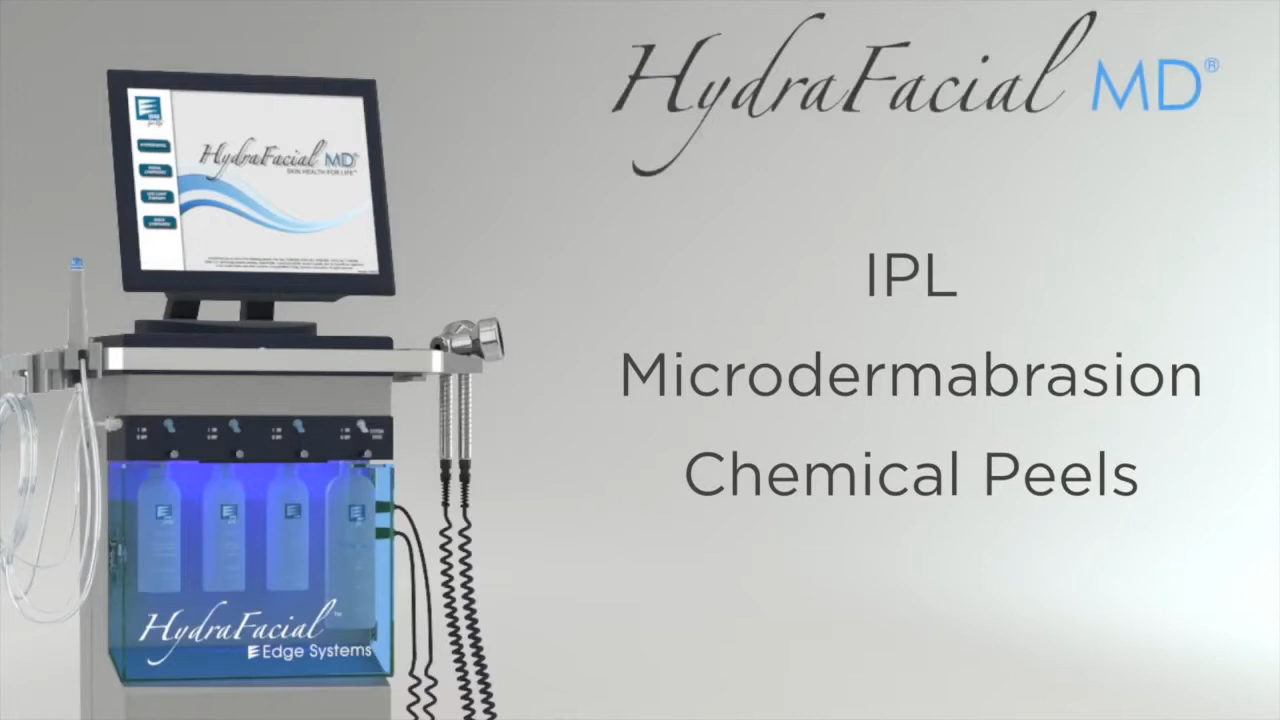 HydraFacial MD®
IPL
Microdermabrasion
Chemical Peels
HydraFacial MD®
SKIN HEALTH FOR LIFE™
HydraFacial™
Edge Systems